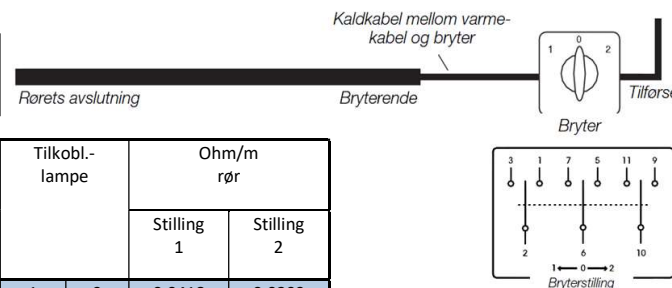 Kaldkabel mellom varme-
kabel og bryter
1 0 2
Rørets avslutning
Bryterende
Bryter
Tilkobl.-
lampe
Ohm/m
rør
Stilling
1
Stilling
2
3 1 7 5 11 9
2 6 10
1 0 2
Bryterstilling